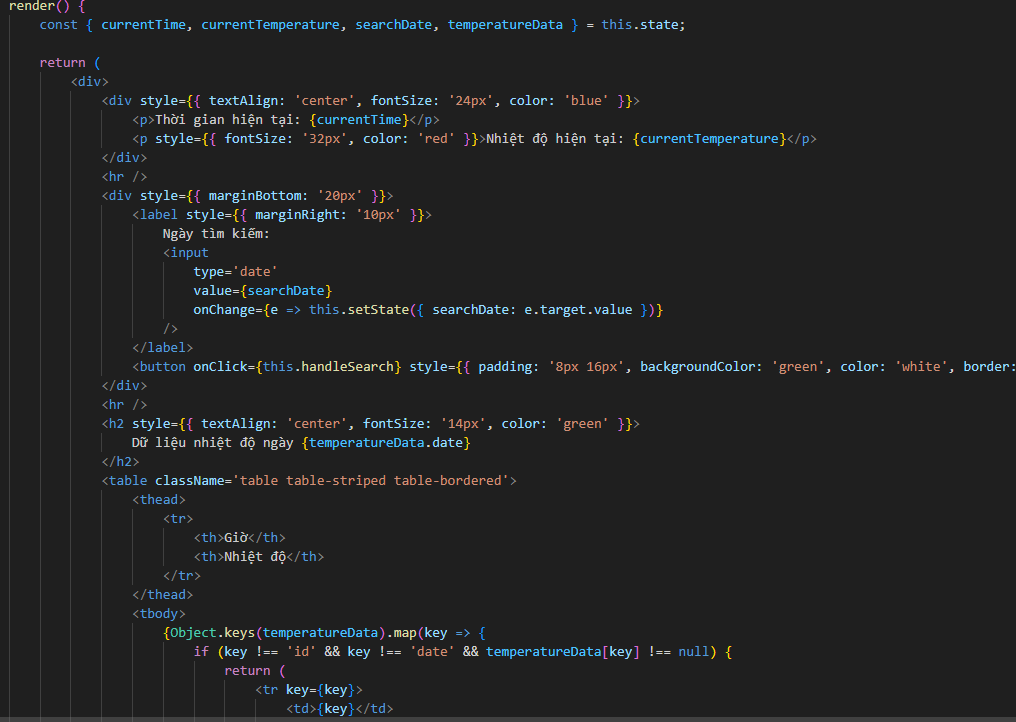 render() {
const { currentTime, currentTemperature, searchDate, temperatureData } = this.state;
return (
<div>
<div style={{ textAlign: 'center', fontSize: '24px', color: 'blue' }}>
<p>Thời gian hiện tại: {currentTime}</p>
<p style={{ fontSize: '32px', color: 'red' }}>Nhiệt độ hiện tại: {currentTemperature}</p>
</div>
<hr />
<div style={{ marginBottom: '20px' }}>
<label style={{ marginRight: '10px' }}>
Ngày tìm kiếm:
<input
type='date'
value={searchDate}
onChange={e => this.setState({ searchDate: e.target.value })}
/>
</label>
<button onClick={this.handleSearch} style={{ padding: '8px 16px', backgroundColor: 'green', color: 'white', border:
</div>
<hr />
<h2 style={{ textAlign: 'center', fontSize: '14px', color: 'green' }}>
Dữ liệu nhiệt độ ngày {temperatureData.date}
</h2>
<table className='table table-striped table-bordered'>
<thead>
<tr>
<th>Giờ</th>
<th>Nhiệt độ</th>
</tr>
</thead>
<tbody>
{Object.keys(temperatureData).map(key => {
if (key !== 'id' && key !== 'date' && temperatureData[key] !== null) {
return (
<tr key={key}>
<td>{key}</td>